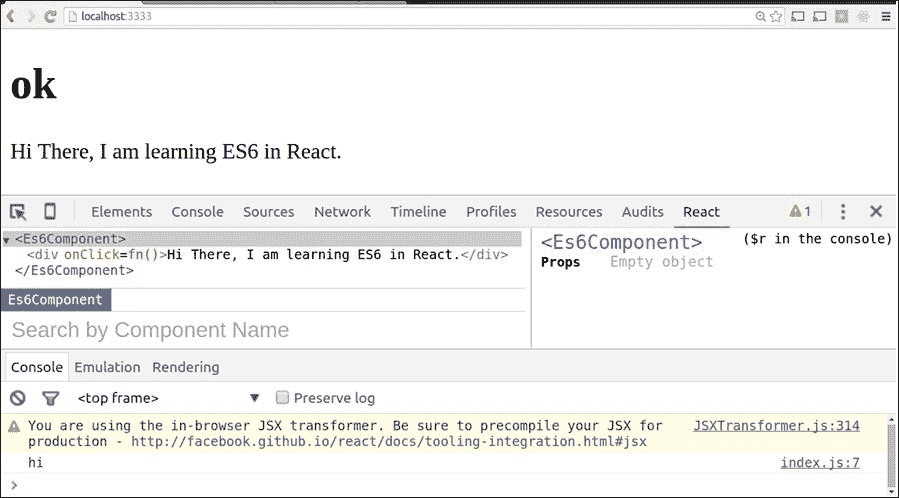 localhost:3333
ok
Hi There, I am learning ES6 in React.
Elements Console Sources Network Timeline Profiles Resources Audits React 1
<Es6Component>
<div onClick=fn()>Hi There, I am learning ES6 in React.</div>
</Es6Component>
Es6Component
Search by Component Name
<Es6Component> ($r in the console)
Props Empty object
Console Emulation Rendering
<top frame> Preserve log
You are using the in-browser JSX transformer. Be sure to precompile your JSX for JSXTransformer.js:314
production - http://facebook.github.io/react/docs/tooling-integration.html#jsx
hi index.js:7